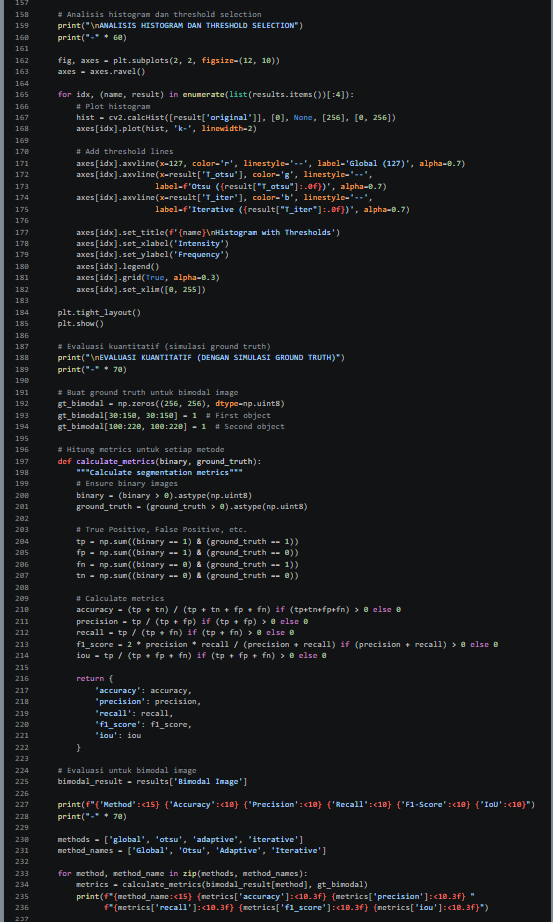 157
158 # Analisis histogram dan threshold selection
159 print("\nANALISIS HISTOGRAM DAN THRESHOLD SELECTION")
160 print("-" * 60)
161
162 fig, axes = plt.subplots(2, 2, figsize=(12, 10))
163 axes = axes.ravel()
164
165 for idx, (name, result) in enumerate(list(results.items())[:4]):
166     # Plot histogram
167     hist = cv2.calcHist([result['original']], [0], None, [256], [0, 256])
168     axes[idx].plot(hist, 'k-', linewidth=2)
169
170     # Add threshold lines
171     axes[idx].axvline(x=127, color='r', linestyle='--', label='Global (127)', alpha=0.7)
172     axes[idx].axvline(x=result['T_otsu'], color='g', linestyle='--',
173                      label=f'Otsu ({result["T_otsu"]:.0f})', alpha=0.7)
174     axes[idx].axvline(x=result['T_iter'], color='b', linestyle='--',
175                      label=f'Iterative ({result["T_iter"]:.0f})', alpha=0.7)
176
177     axes[idx].set_title(f'{name}\nHistogram with Thresholds')
178     axes[idx].set_xlabel('Intensity')
179     axes[idx].set_ylabel('Frequency')
180     axes[idx].legend()
181     axes[idx].grid(True, alpha=0.3)
182     axes[idx].set_xlim([0, 255])
183
184 plt.tight_layout()
185 plt.show()
186
187 # Evaluasi kuantitatif (simulasi ground truth)
188 print("\nEVALUASI KUANTITATIF (DENGAN SIMULASI GROUND TRUTH)")
189 print("-" * 70)
190
191 # Buat ground truth untuk bimodal image
192 gt_bimodal = np.zeros((256, 256), dtype=np.uint8)
193 gt_bimodal[30:150, 30:150] = 1  # First object
194 gt_bimodal[100:220, 100:220] = 1  # Second object
195
196 # Hitung metrics untuk setiap metode
197 def calculate_metrics(binary, ground_truth):
198     """Calculate segmentation metrics"""
199     # Ensure binary images
200     binary = (binary > 0).astype(np.uint8)
201     ground_truth = (ground_truth > 0).astype(np.uint8)
202
203     # True Positive, False Positive, etc.
204     tp = np.sum((binary == 1) & (ground_truth == 1))
205     fp = np.sum((binary == 1) & (ground_truth == 0))
206     fn = np.sum((binary == 0) & (ground_truth == 1))
207     tn = np.sum((binary == 0) & (ground_truth == 0))
208
209     # Calculate metrics
210     accuracy = (tp + tn) / (tp + tn + fp + fn) if (tp+tn+fp+fn) > 0 else 0
211     precision = tp / (tp + fp) if (tp + fp) > 0 else 0
212     recall = tp / (tp + fn) if (tp + fn) > 0 else 0
213     f1_score = 2 * precision * recall / (precision + recall) if (precision + recall) > 0 else 0
214     iou = tp / (tp + fp + fn) if (tp + fp + fn) > 0 else 0
215
216     return {
217         'accuracy': accuracy,
218         'precision': precision,
219         'recall': recall,
220         'f1_score': f1_score,
221         'iou': iou
222     }
223
224 # Evaluasi untuk bimodal image
225 bimodal_result = results['Bimodal Image']
226
227 print(f"{'Method':<15} {'Accuracy':<10} {'Precision':<10} {'Recall':<10} {'F1-Score':<10} {'IoU':<10}")
228 print("-" * 70)
229
230 methods = ['global', 'otsu', 'adaptive', 'iterative']
231 method_names = ['Global', 'Otsu', 'Adaptive', 'Iterative']
232
233 for method, method_name in zip(methods, method_names):
234     metrics = calculate_metrics(bimodal_result[method], gt_bimodal)
235     print(f"{method_name:<15} {metrics['accuracy']:<10.3f} {metrics['precision']:<10.3f} "
236           f"{metrics['recall']:<10.3f} {metrics['f1_score']:<10.3f} {metrics['iou']:<10.3f}")
237